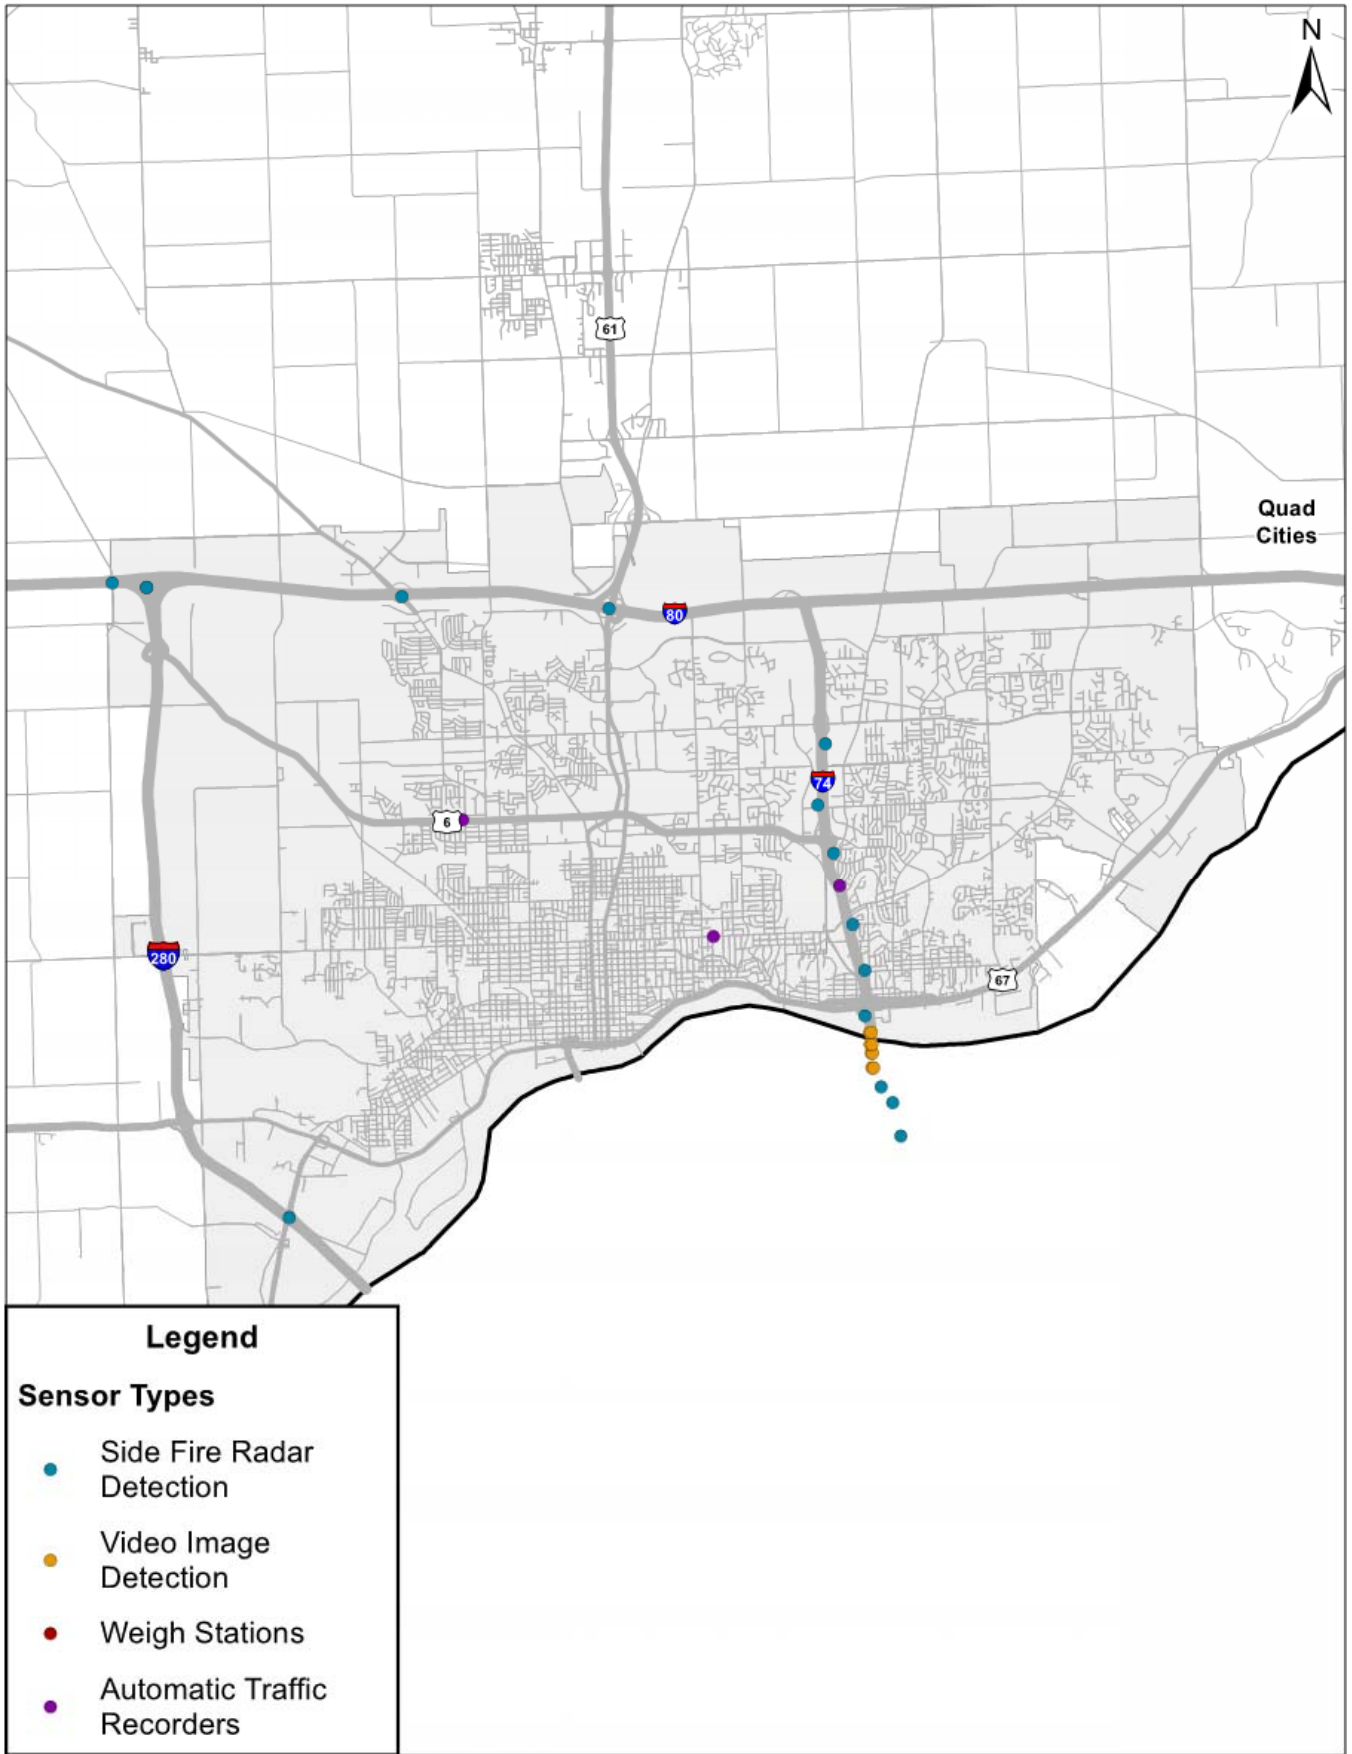 N
61
Quad
Cities
80
74
6
280
67
Legend
Sensor Types
Side Fire Radar
Detection
Video Image
Detection
Weigh Stations
Automatic Traffic
Recorders